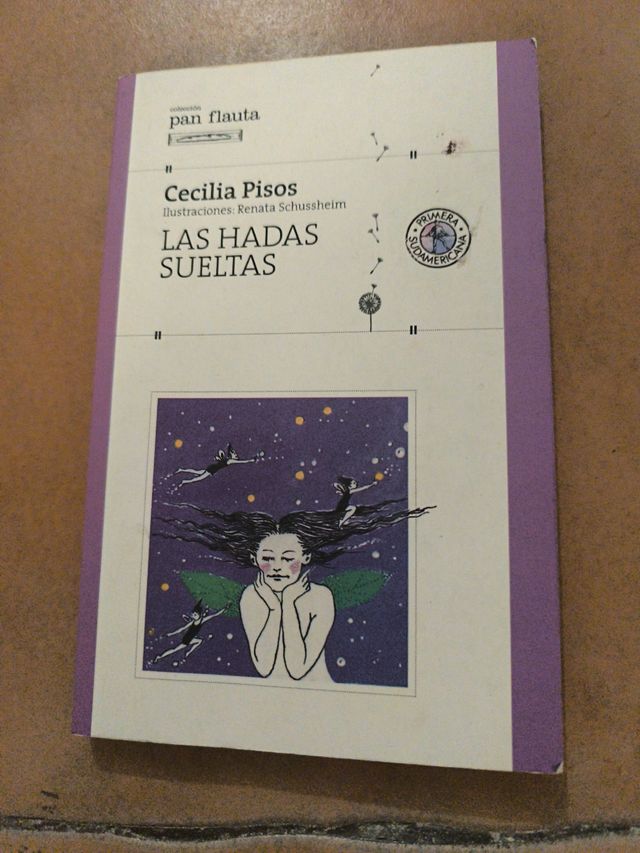 colección
pan flauta
Cecilia Pisos
Ilustraciones: Renata Schussheim
LAS HADAS
SUELTAS
PRIMERA
SUDAMERICANA